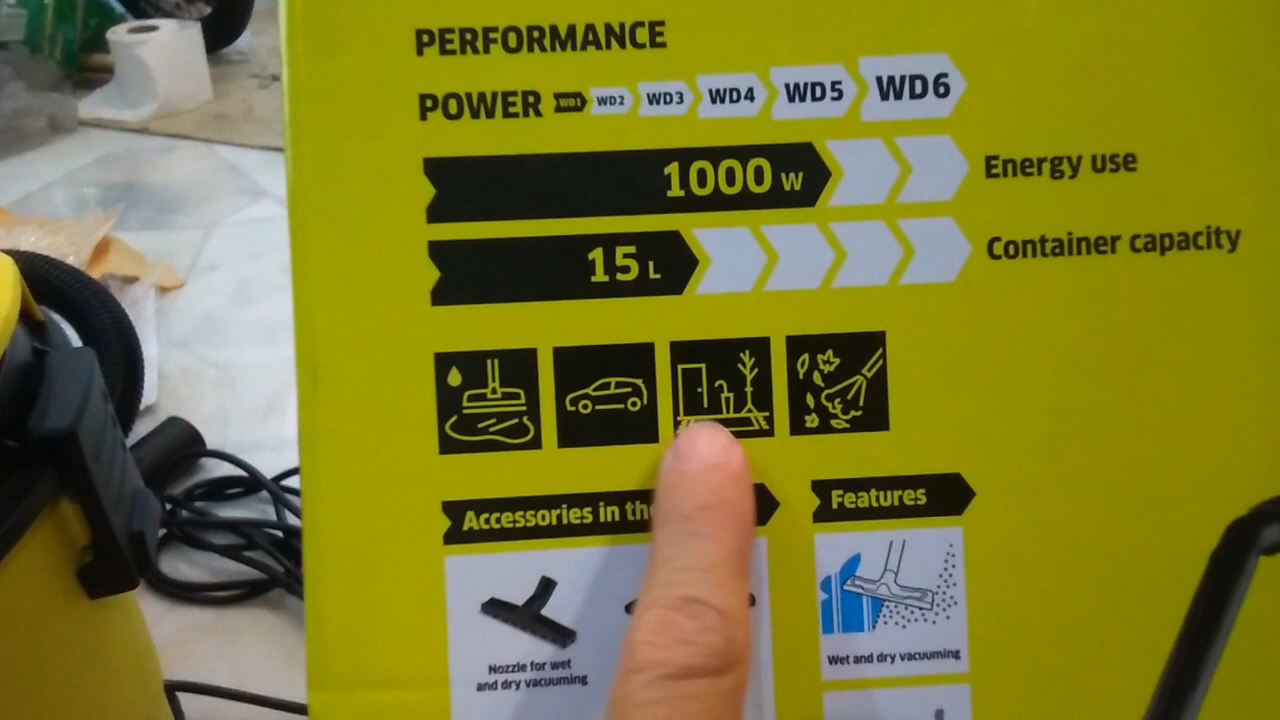 PERFORMANCE
POWER WD1 WD2 WD3 WD4 WD5 WD6
1000 W Energy use
15 L Container capacity
Accessories in the
Features
Nozzle for wet
and dry vacuuming
Wet and dry vacuuming